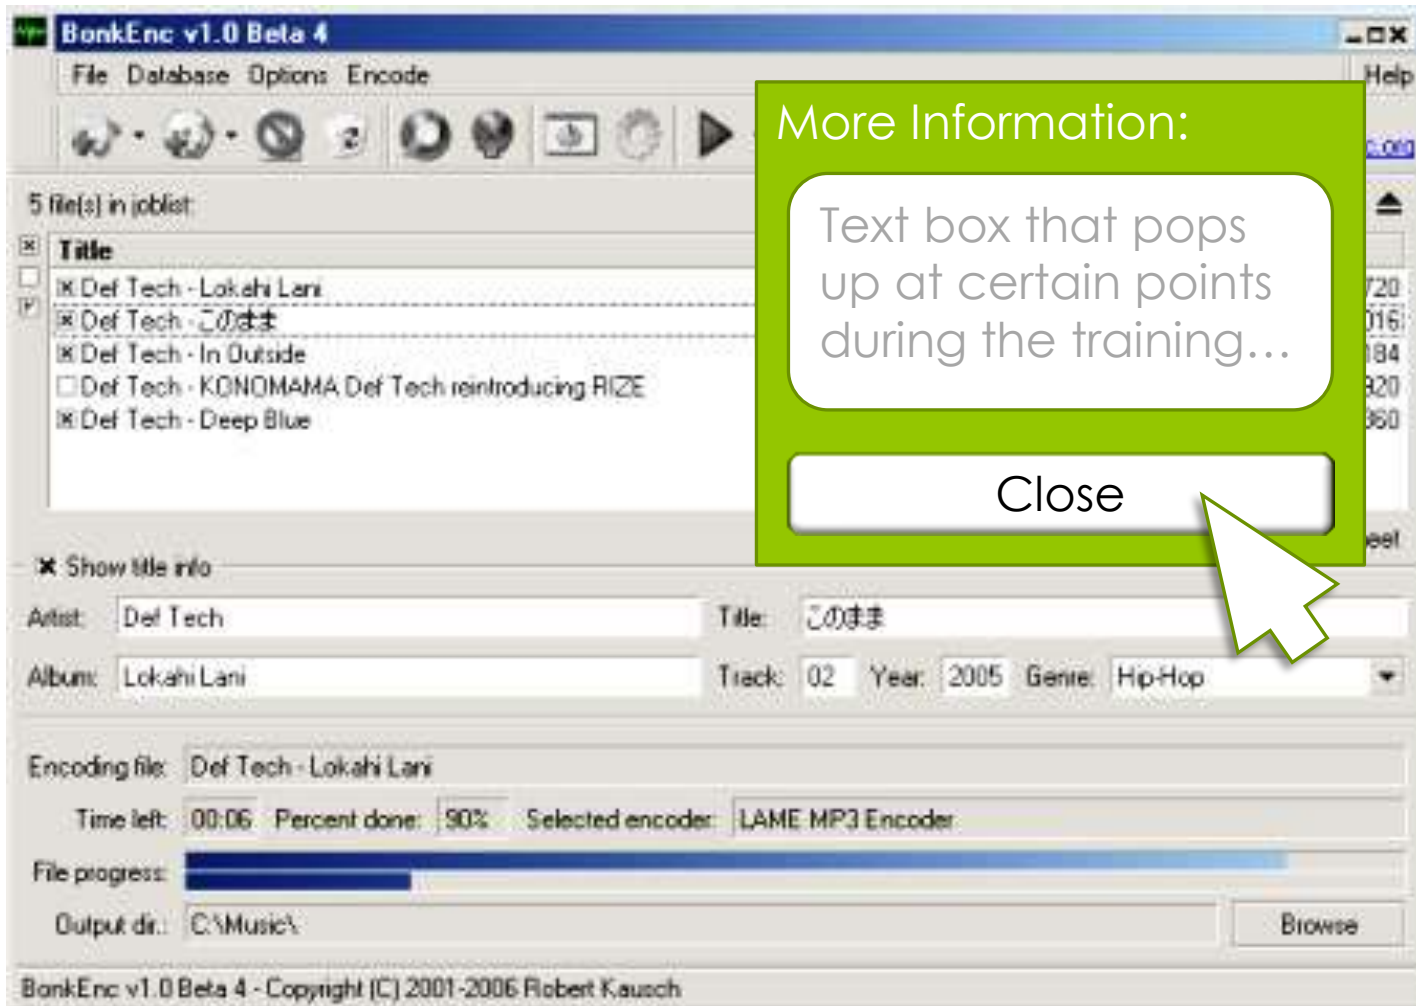 BonkEnc v1.0 Beta 4
File Database Options Encode
Help
More Information:
Text box that pops
up at certain points
during the training...
Close
5 file(s) in joblist:
Title
Def Tech - Lokahi Lani
Def Tech - このまま
Def Tech - In Outside
Def Tech - KONOMAMA Def Tech reintroducing RIZE
Def Tech - Deep Blue
720
016
184
920
360
Show title info
Artist: Def Tech Title: このまま
Album: Lokahi Lani Track: 02 Year: 2005 Genre: Hip-Hop
Encoding file: Def Tech - Lokahi Lani
Time left: 00:06 Percent done: 90% Selected encoder: LAME MP3 Encoder
File progress:
Output dir.: C:\Music\ Browse
BonkEnc v1.0 Beta 4 - Copyright (C) 2001-2006 Robert Kausch